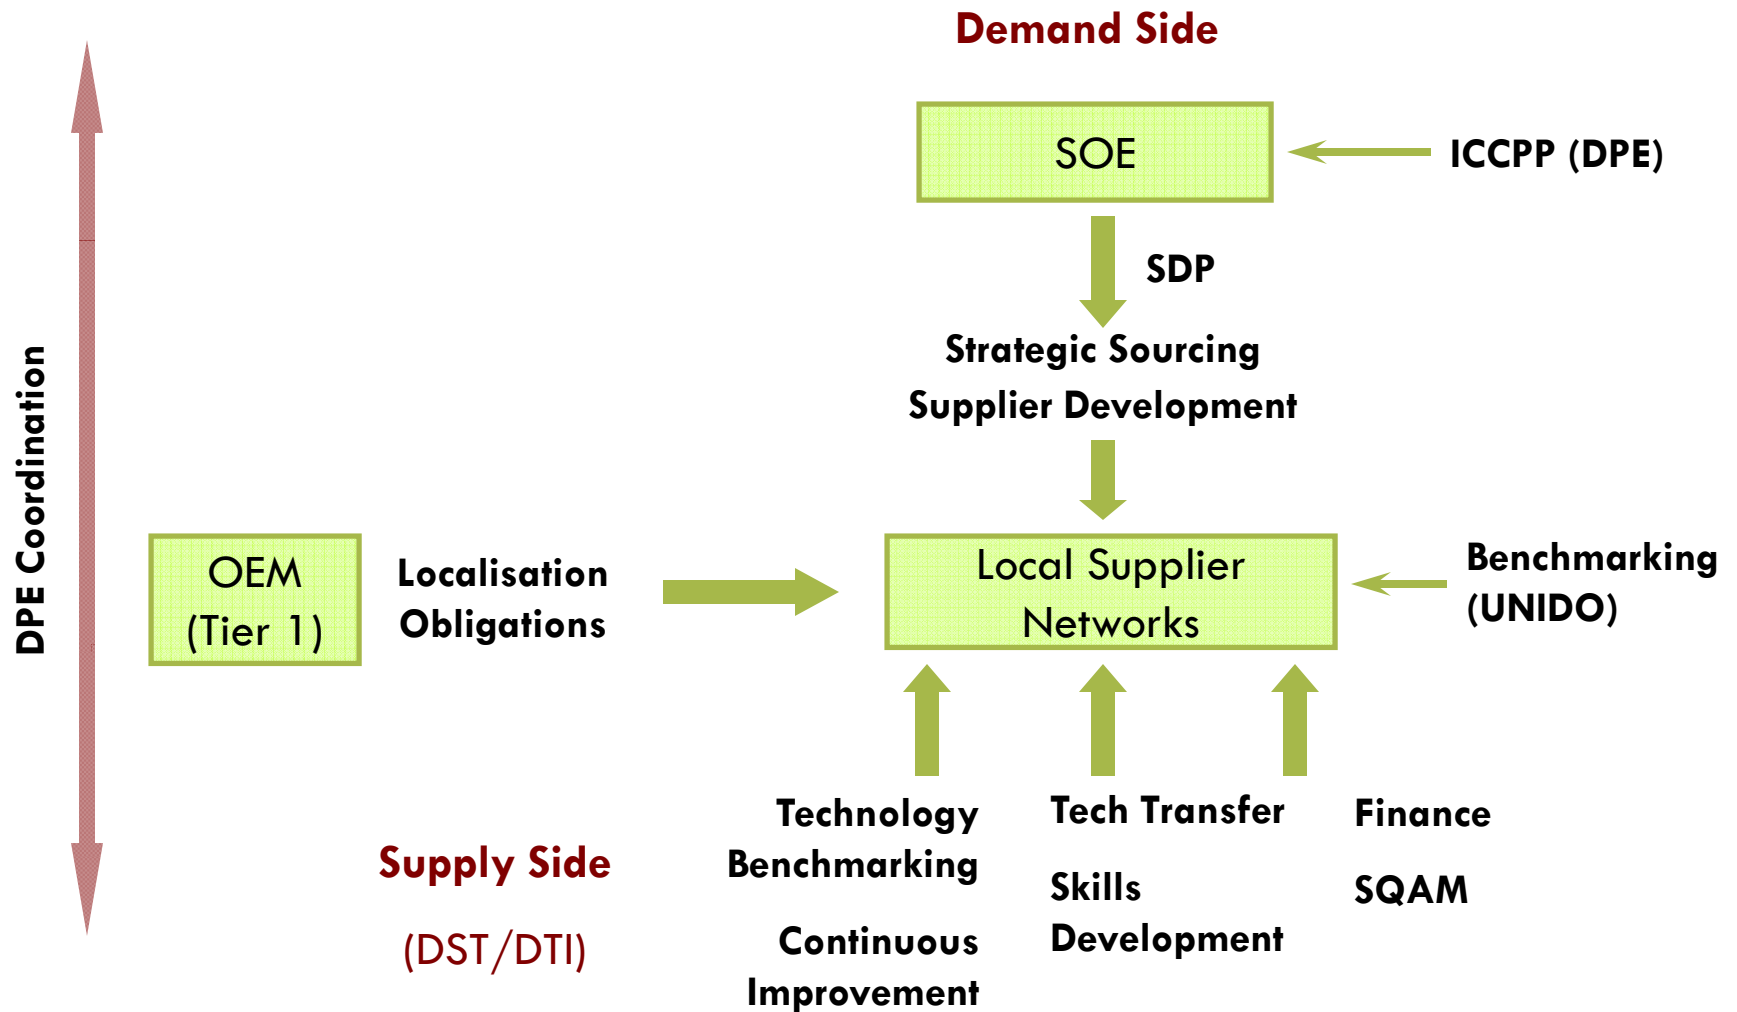 Demand Side
SOE
ICCPP (DPE)
SDP
Strategic Sourcing
Supplier Development
DPE Coordination
OEM
(Tier 1)
Localisation
Obligations
Local Supplier
Networks
Benchmarking
(UNIDO)
Supply Side
(DST/DTI)
Technology
Benchmarking
Continuous
Improvement
Tech Transfer
Skills
Development
Finance
SQAM